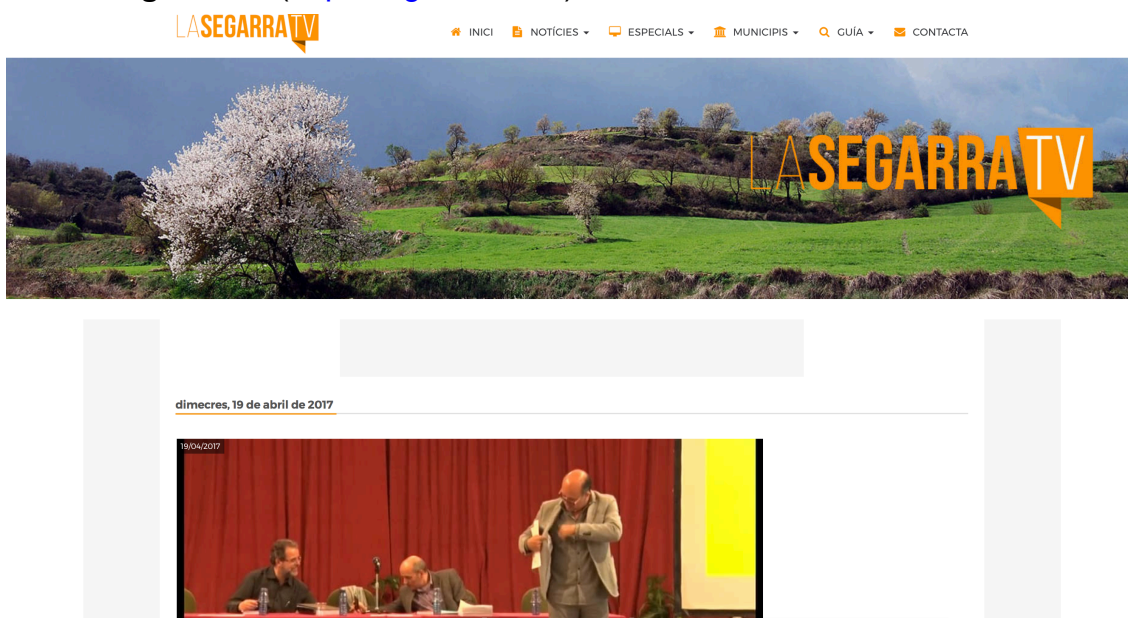 LASEGARRATV
INICI NOTÍCIES ESPECIALS MUNICIPIS GUÍA CONTACTA
LASEGARRATV
dimecres, 19 de abril de 2017
19/04/2017